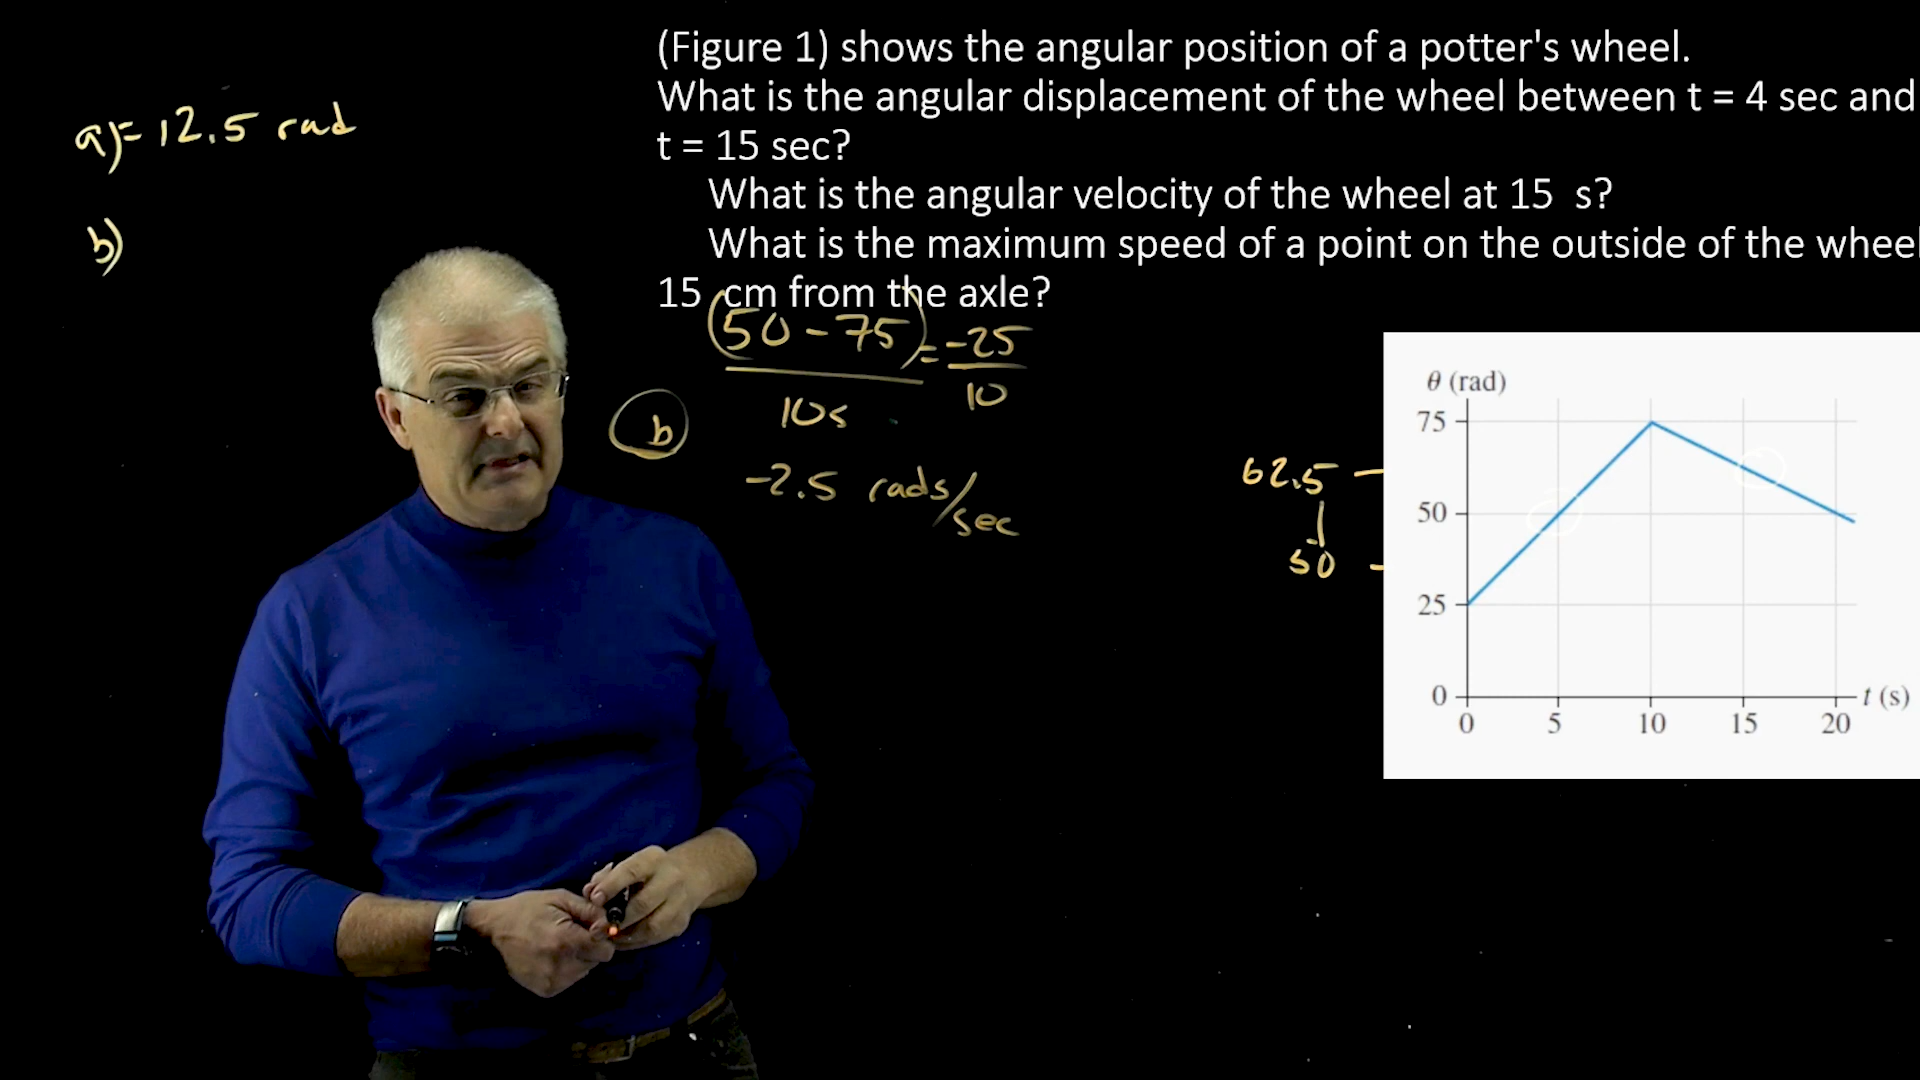 (Figure 1) shows the angular position of a potter's wheel.
What is the angular displacement of the wheel between t = 4 sec and
t = 15 sec?
What is the angular velocity of the wheel at 15 s?
What is the maximum speed of a point on the outside of the wheel
15 cm from the axle?
a) = 12.5 rad
b)
(50 - 75) = -25
10s 10
b
-2.5 rads/
sec
62.5
50
θ (rad)
75
50
25
0
0 5 10 15 20
t (s)